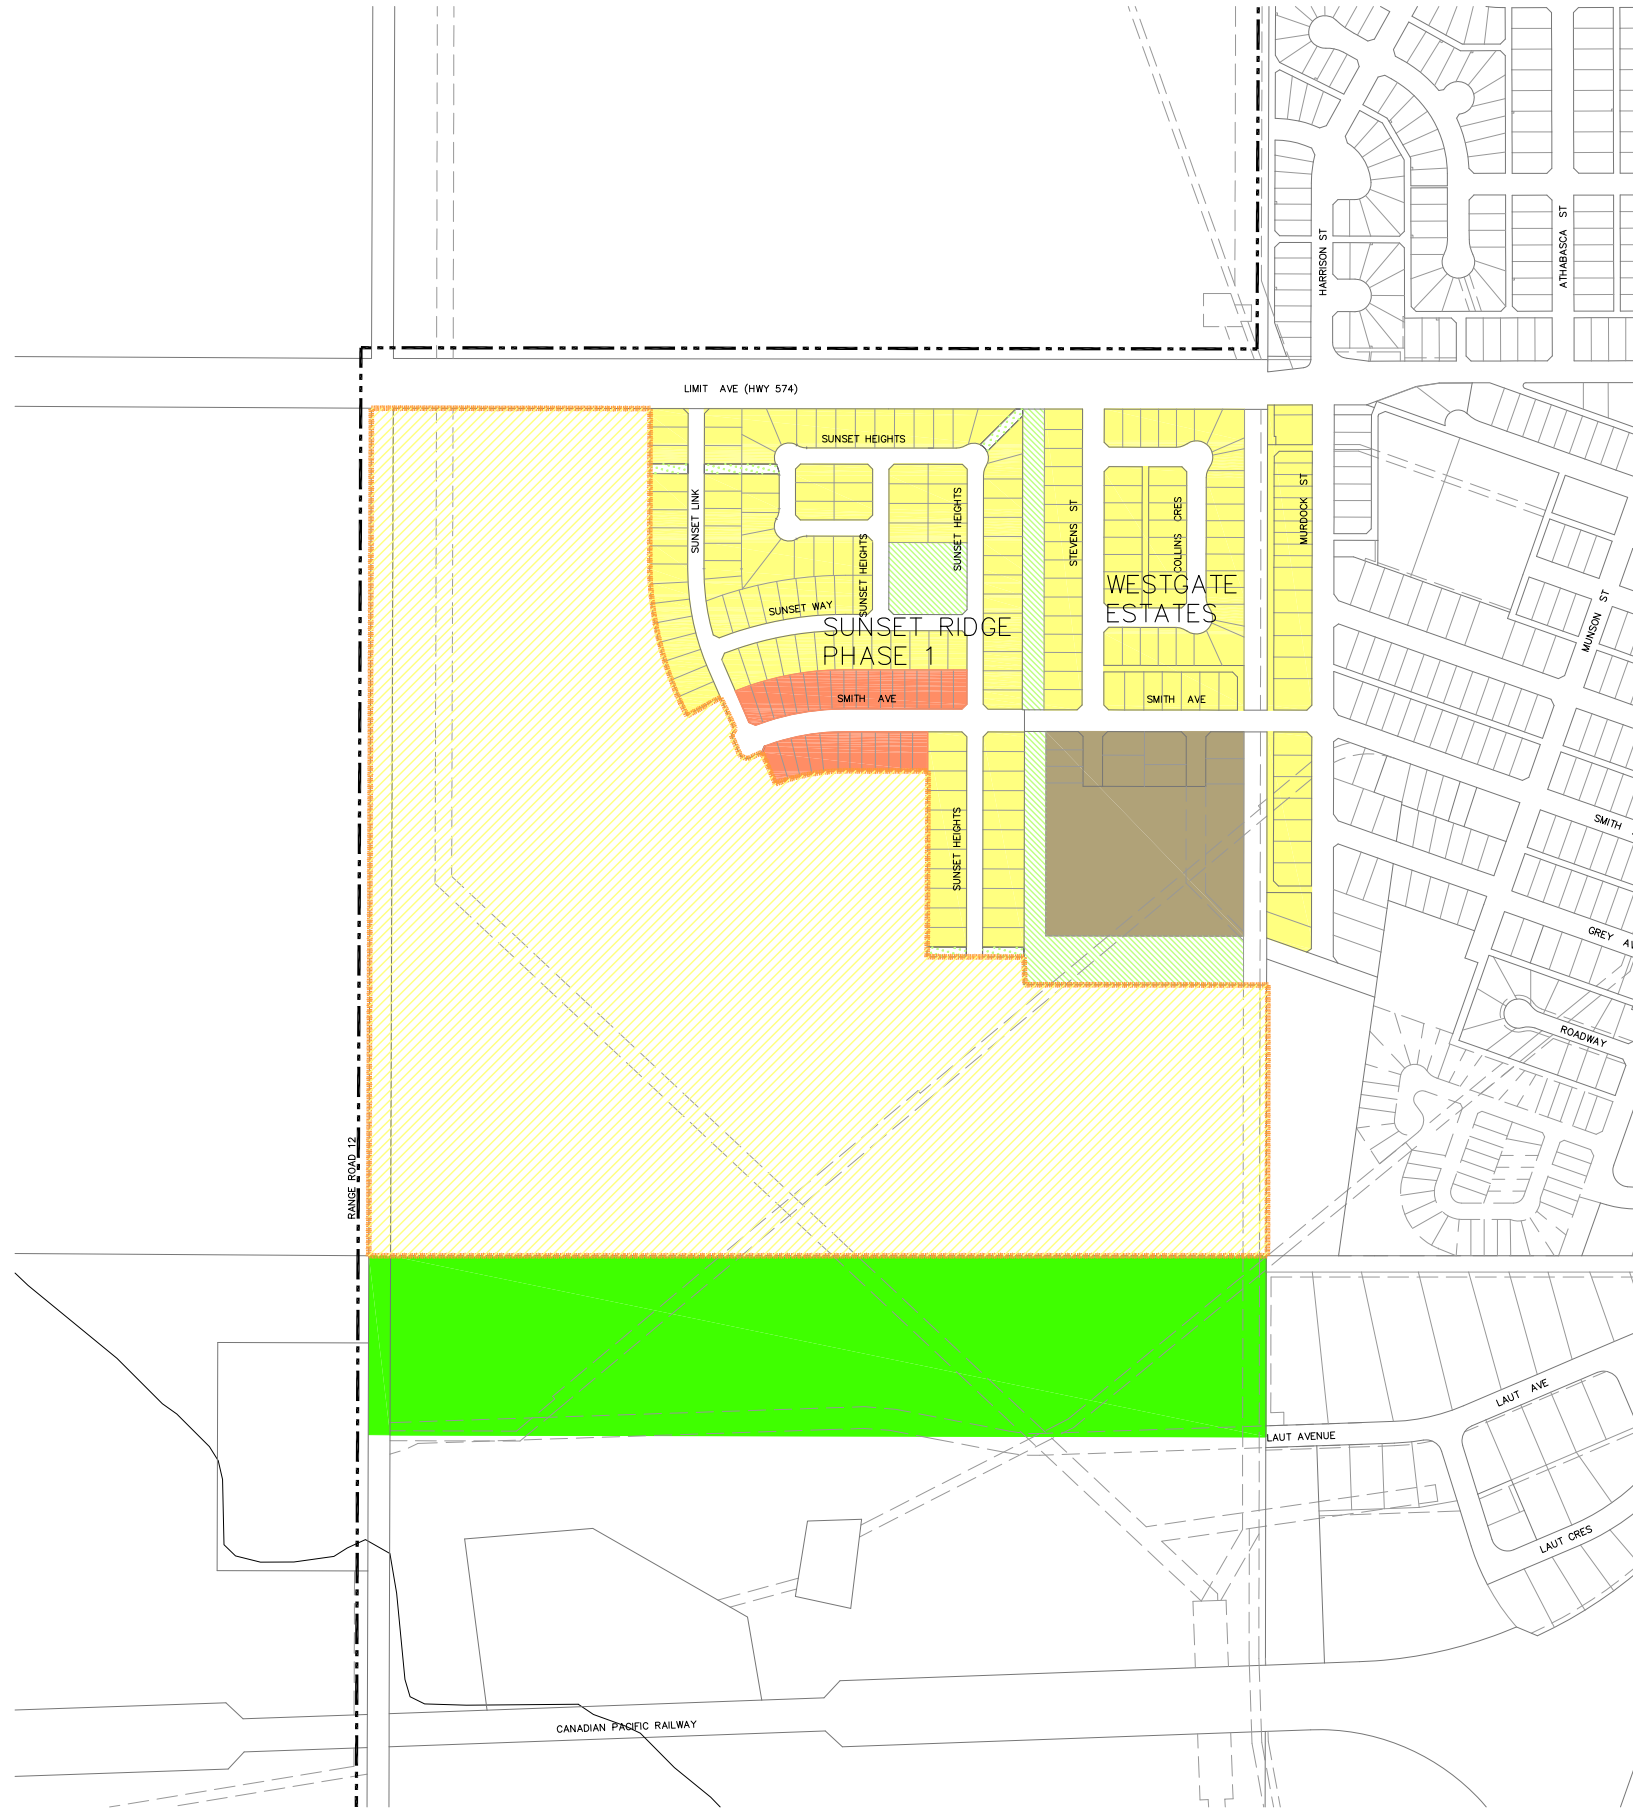 HARRISON ST
ATHABASCA ST
LIMIT AVE (HWY 574)
SUNSET HEIGHTS
SUNSET LINK
SUNSET HEIGHTS
SUNSET HEIGHTS
STEVENS ST
COLLINS CRES
MURDOCK ST
WESTGATE
ESTATES
SUNSET WAY
SUNSET RIDGE
PHASE 1
MUNSON ST
SMITH AVE
SMITH AVE
SUNSET HEIGHTS
SMITH
GREY AV
ROADWAY
RANGE ROAD 12
LAUT AVE
LAUT AVENUE
LAUT CRES
CANADIAN PACIFIC RAILWAY